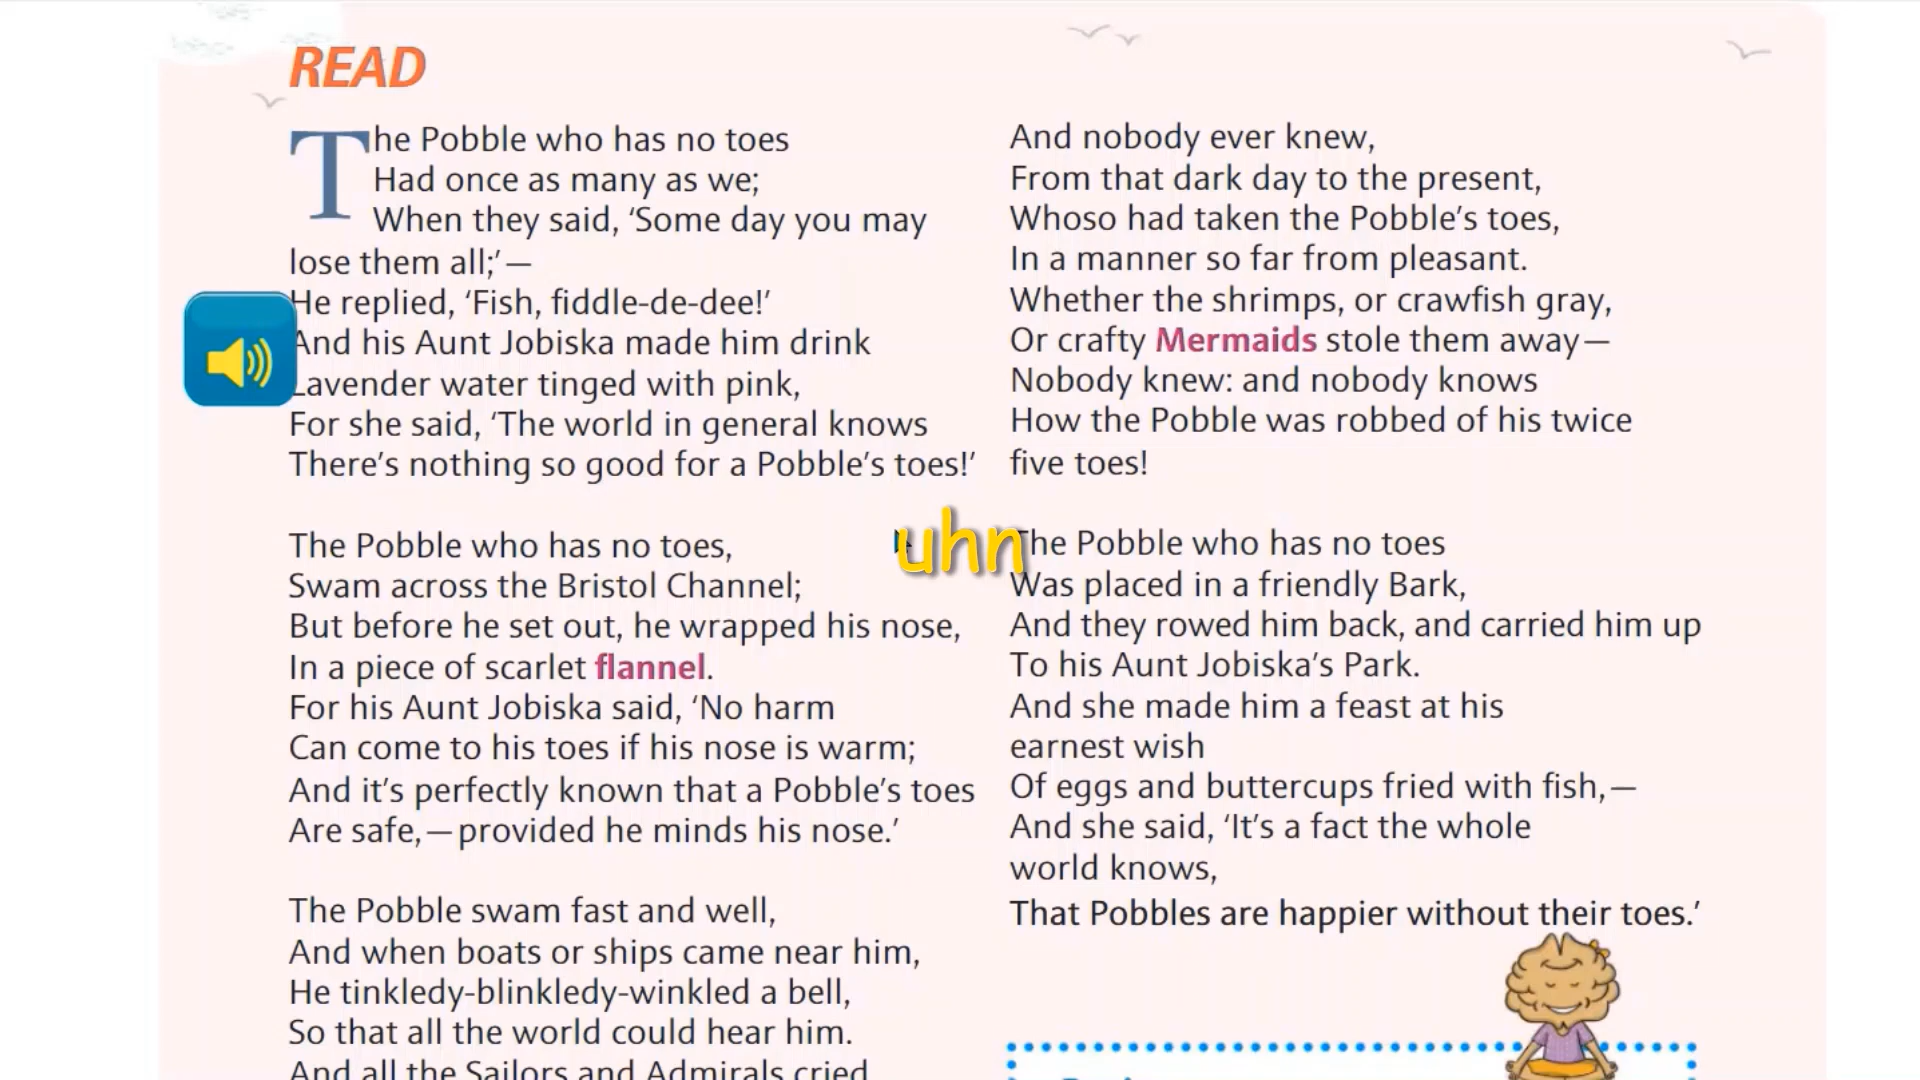 READ
The Pobble who has no toes
Had once as many as we;
When they said, ‘Some day you may
lose them all;’—
He replied, ‘Fish, fiddle-de-dee!’
And his Aunt Jobiska made him drink
Lavender water tinged with pink,
For she said, ‘The world in general knows
There’s nothing so good for a Pobble’s toes!’
The Pobble who has no toes,
Swam across the Bristol Channel;
But before he set out, he wrapped his nose,
In a piece of scarlet flannel.
For his Aunt Jobiska said, ‘No harm
Can come to his toes if his nose is warm;
And it’s perfectly known that a Pobble’s toes
Are safe,—provided he minds his nose.’
The Pobble swam fast and well,
And when boats or ships came near him,
He tinkledy-blinkledy-winkled a bell,
So that all the world could hear him.
And all the Sailors and Admirals cried
uhn
And nobody ever knew,
From that dark day to the present,
Whoso had taken the Pobble’s toes,
In a manner so far from pleasant.
Whether the shrimps, or crawfish gray,
Or crafty Mermaids stole them away—
Nobody knew: and nobody knows
How the Pobble was robbed of his twice
five toes!
The Pobble who has no toes
Was placed in a friendly Bark,
And they rowed him back, and carried him up
To his Aunt Jobiska’s Park.
And she made him a feast at his
earnest wish
Of eggs and buttercups fried with fish,—
And she said, ‘It’s a fact the whole
world knows,
That Pobbles are happier without their toes.’